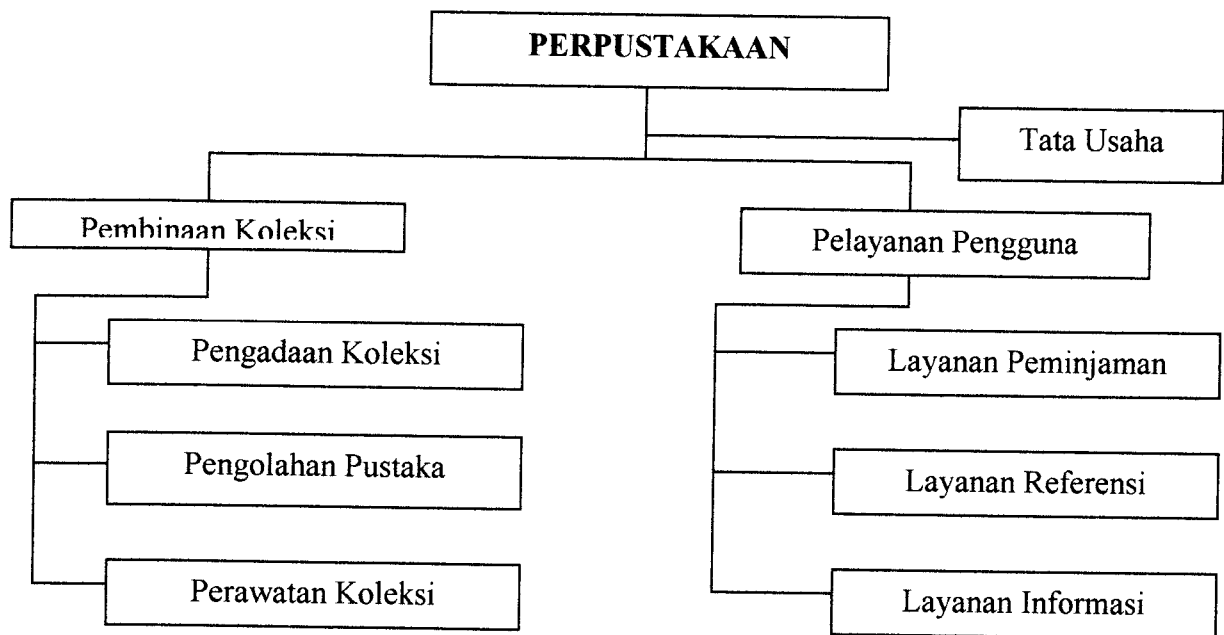 PERPUSTAKAAN
Tata Usaha
Pembinaan Koleksi
Pelayanan Pengguna
Pengadaan Koleksi
Layanan Peminjaman
Pengolahan Pustaka
Layanan Referensi
Perawatan Koleksi
Layanan Informasi